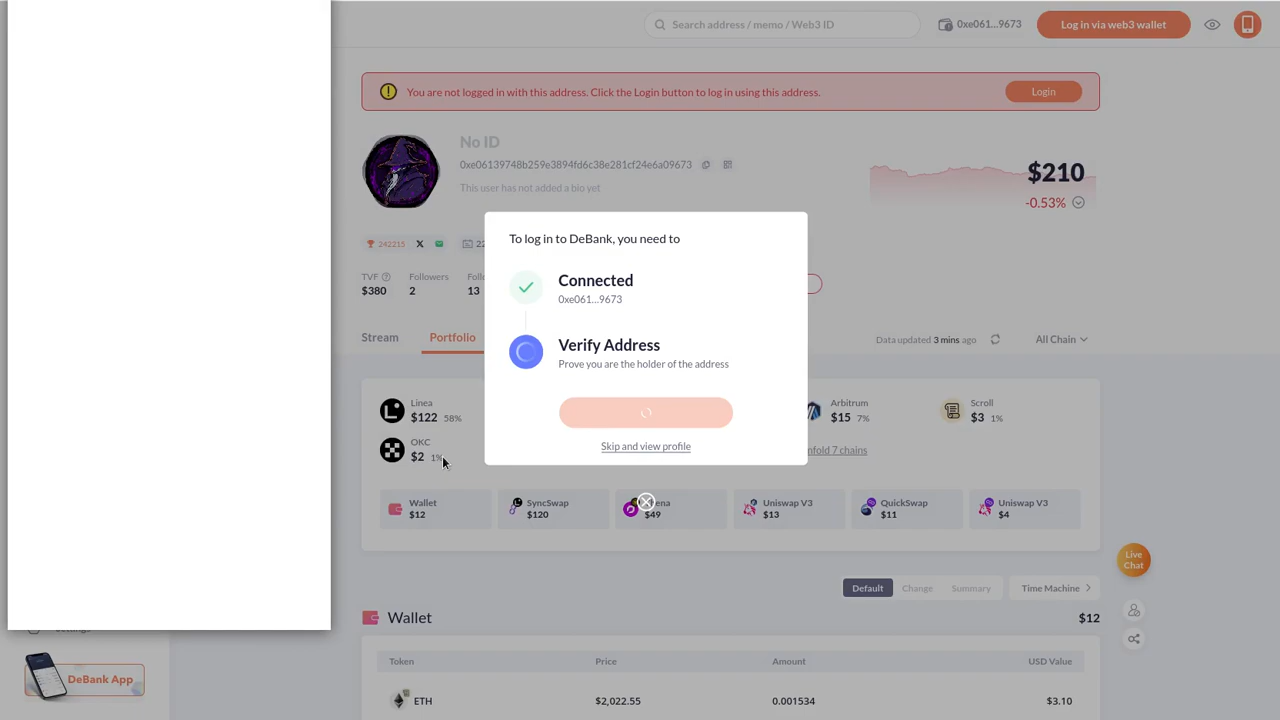 Search address / memo / Web3 ID
0xe061...9673
Log in via web3 wallet
You are not logged in with this address. Click the Login button to log in using this address.
Login
No ID
0xe06139748b259e3894fd6c38e281cf24e6a09673
This user has not added a bio yet
$210
-0.53%
242215
22
TVF
$380
Followers
2
Follo
13
Stream
Portfolio
Data updated 3 mins ago
All Chain
To log in to DeBank, you need to
Connected
0xe061...9673
Verify Address
Prove you are the holder of the address
Skip and view profile
Linea
$122 58%
Arbitrum
$15 7%
Scroll
$3 1%
OKC
$2 1%
nfold 7 chains
Wallet
$12
SyncSwap
$120
ena
$49
Uniswap V3
$13
QuickSwap
$11
Uniswap V3
$4
Live
Chat
Default
Change
Summary
Time Machine
Wallet
$12
Token
Price
Amount
USD Value
ETH
$2,022.55
0.001534
$3.10
DeBank App